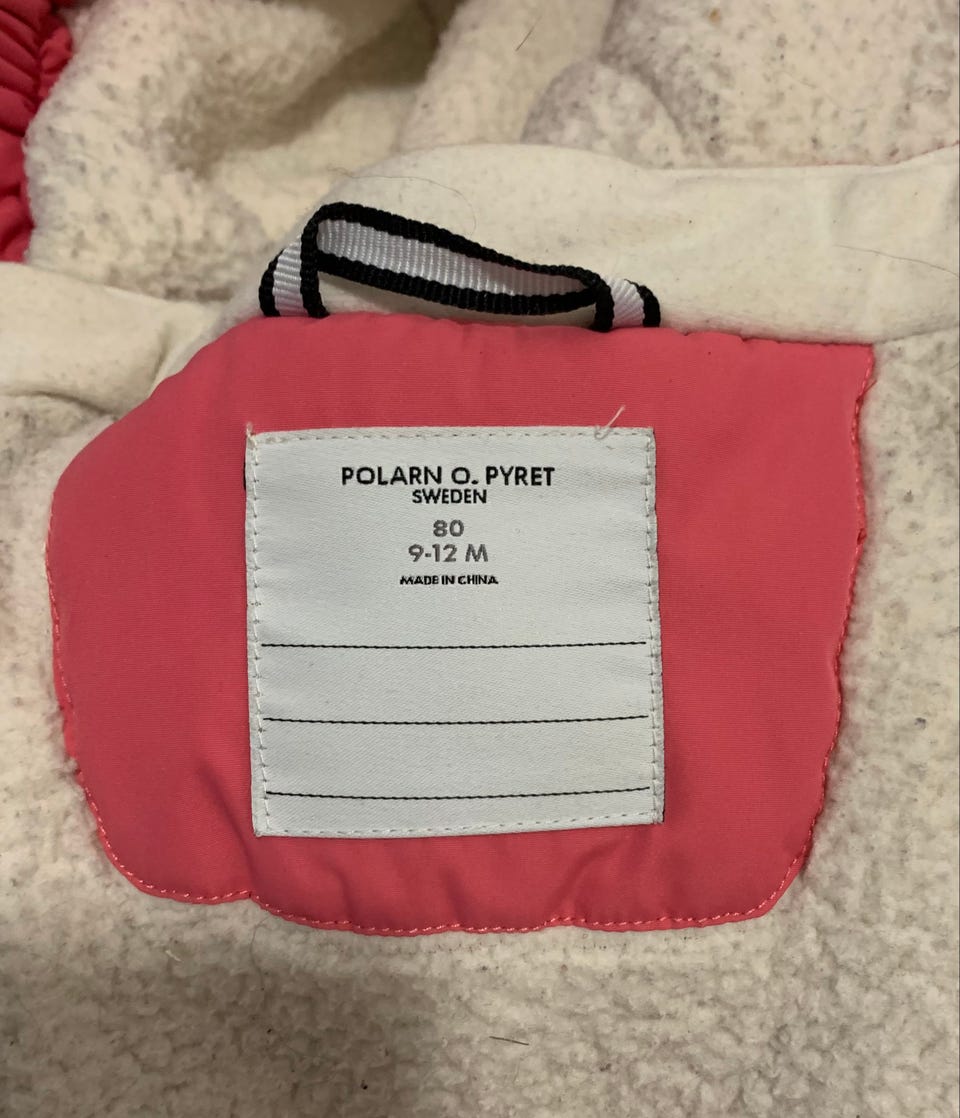 POLARN O. PYRET
SWEDEN
80
9-12 M
MADE IN CHINA